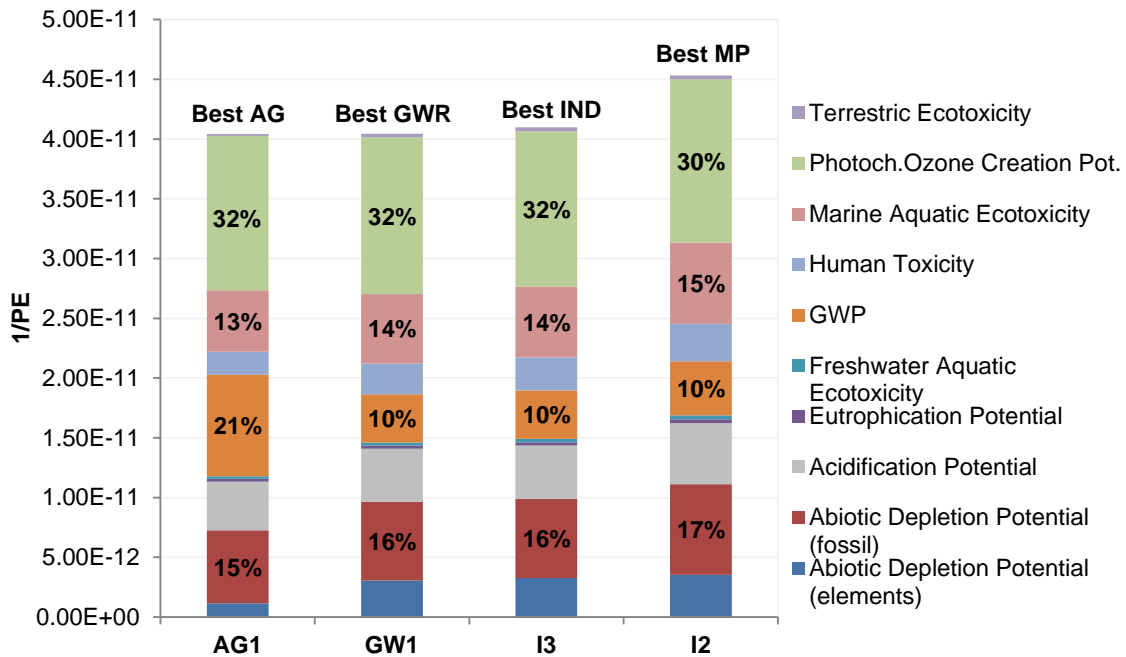 5.00E-11
4.50E-11
4.00E-11
3.50E-11
3.00E-11
2.50E-11
2.00E-11
1.50E-11
1.00E-11
5.00E-12
0.00E+00
1/PE
Best AG
Best GWR
Best IND
Best MP
32%
32%
32%
30%
13%
14%
14%
15%
21%
10%
10%
10%
15%
16%
16%
17%
AG1
GW1
I3
I2
Terrestric Ecotoxicity
Photoch.Ozone Creation Pot.
Marine Aquatic Ecotoxicity
Human Toxicity
GWP
Freshwater Aquatic
Ecotoxicity
Eutrophication Potential
Acidification Potential
Abiotic Depletion Potential
(fossil)
Abiotic Depletion Potential
(elements)